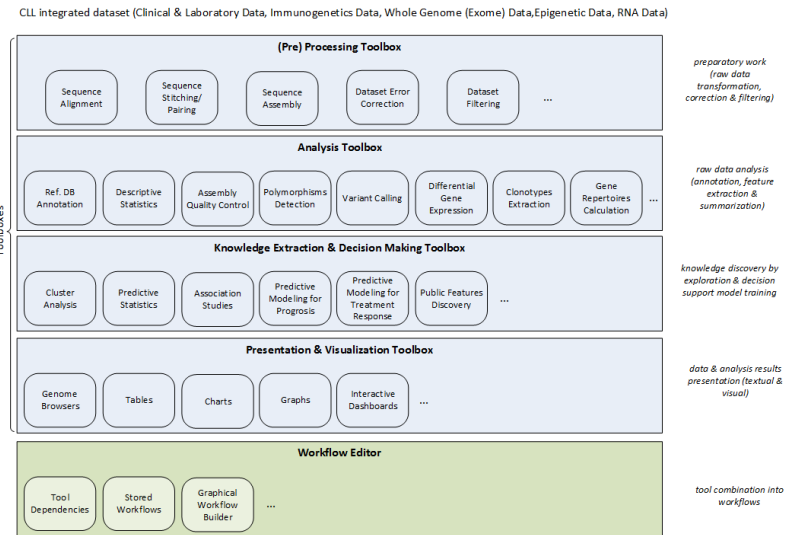 CLL integrated dataset (Clinical & Laboratory Data, Immunogenetics Data, Whole Genome (Exome) Data,Epigenetic Data, RNA Data)
Toolboxes
(Pre) Processing Toolbox
Sequence
Alignment
Sequence
Stitching/
Pairing
Sequence
Assembly
Dataset Error
Correction
Dataset
Filtering
...
preparatory work
(raw data
transformation,
correction & filtering)
Analysis Toolbox
Ref. DB
Annotation
Descriptive
Statistics
Assembly
Quality Control
Polymorphisms
Detection
Variant Calling
Differential
Gene
Expression
Clonotypes
Extraction
Gene
Repertoires
Calculation
...
raw data analysis
(annotation, feature
extraction &
summarization)
Knowledge Extraction & Decision Making Toolbox
Cluster
Analysis
Predictive
Statistics
Association
Studies
Predictive
Modeling for
Progrosis
Predictive
Modeling for
Treatment
Response
Public Features
Discovery
...
knowledge discovery by
exploration & decision
support model training
Presentation & Visualization Toolbox
Genome
Browsers
Tables
Charts
Graphs
Interactive
Dashboards
...
data & analysis results
presentation (textual &
visual)
Workflow Editor
Tool
Dependencies
Stored
Workflows
Graphical
Workflow
Builder
...
tool combination into
workflows